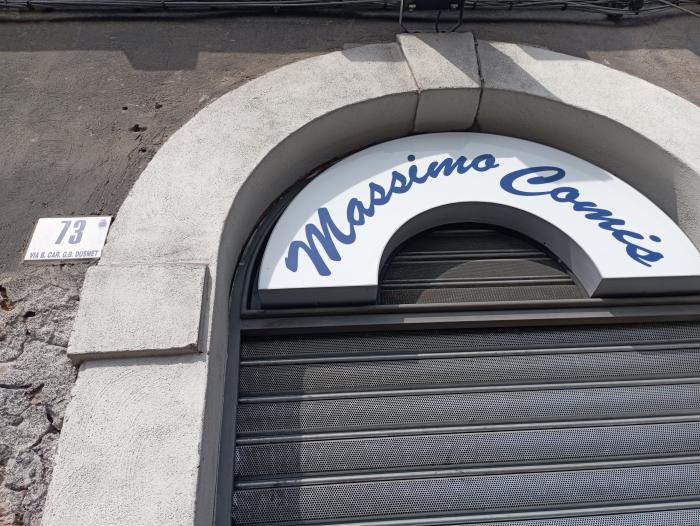 73
VIA B. CAR. G.B. DUSMET
Massimo Comis